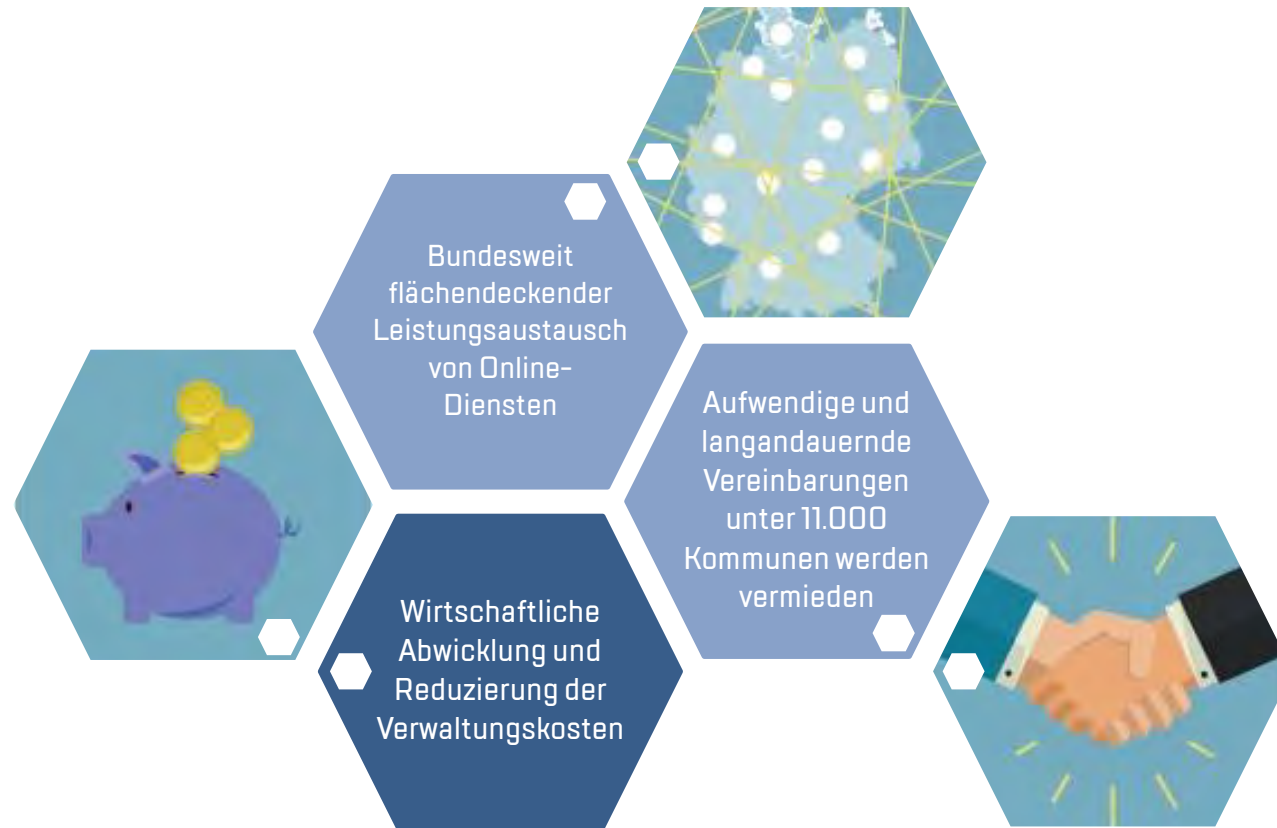 Bundesweit
flächendeckender
Leistungsaustausch
von Online-
Diensten
Aufwendige und
langandauernde
Vereinbarungen
unter 11.000
Kommunen werden
vermieden
Wirtschaftliche
Abwicklung und
Reduzierung der
Verwaltungskosten